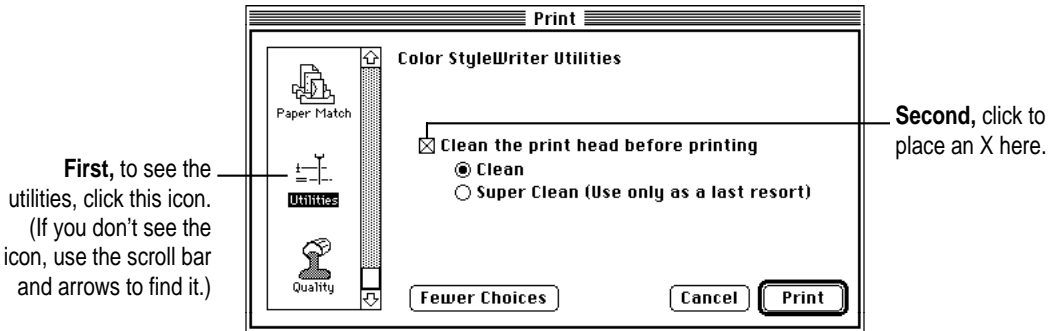 Print
Color StyleWriter Utilities
Paper Match
Utilities
Quality
Clean the print head before printing
Clean
Super Clean (Use only as a last resort)
Fewer Choices
Cancel
Print
First, to see the
utilities, click this icon.
(If you don’t see the
icon, use the scroll bar
and arrows to find it.)
Second, click to
place an X here.